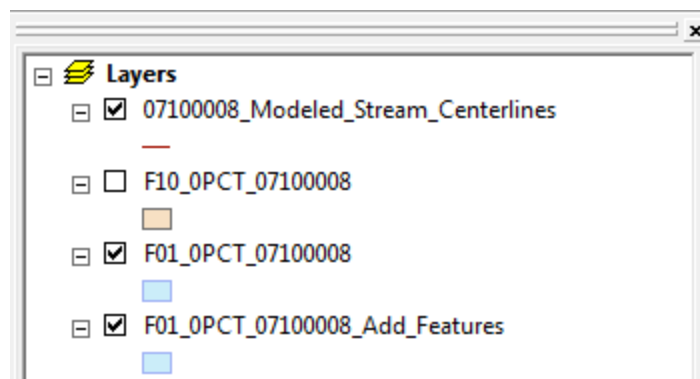 Layers
07100008_Modeled_Stream_Centerlines
F10_0PCT_07100008
F01_0PCT_07100008
F01_0PCT_07100008_Add_Features